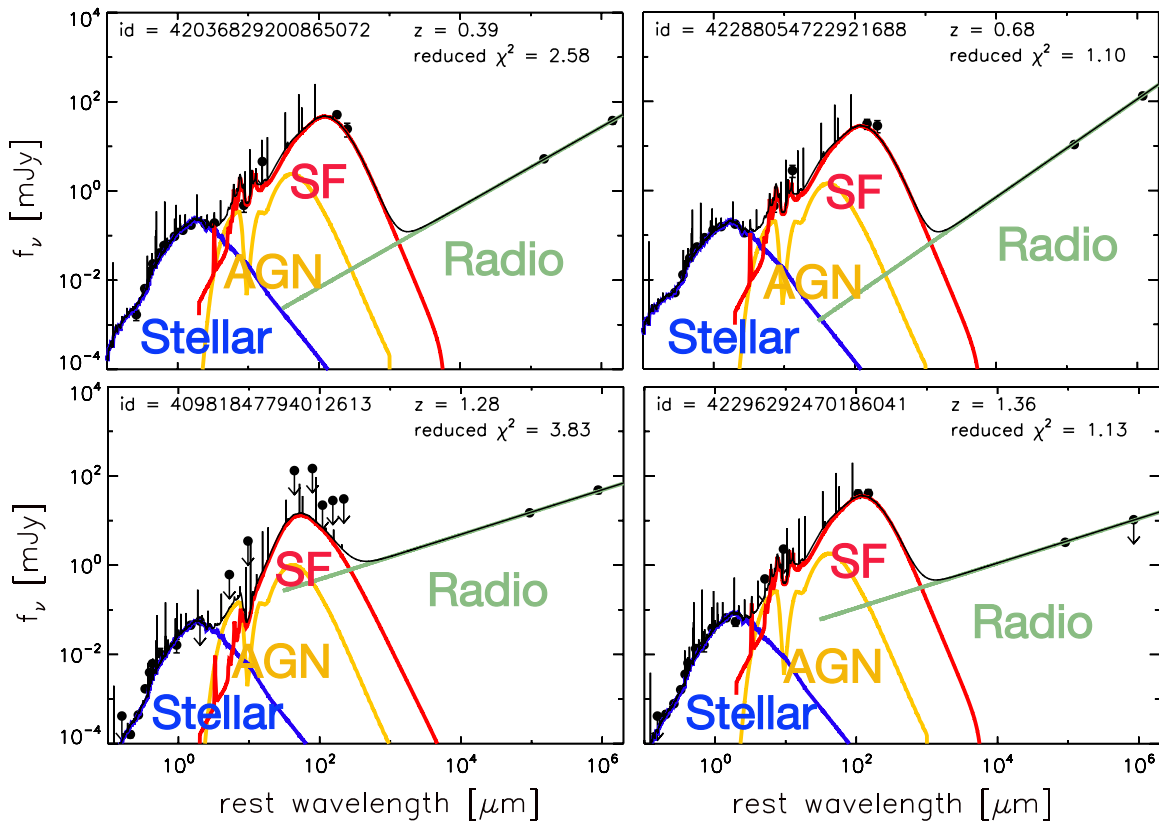 id = 42036829200865072 z = 0.39
reduced χ² = 2.58
SF
AGN
Radio
Stellar
10⁴
10²
10⁰
10⁻²
10⁻⁴
f_ν [mJy]
id = 42288054722921688 z = 0.68
reduced χ² = 1.10
SF
AGN
Radio
Stellar
id = 40981847794012613 z = 1.28
reduced χ² = 3.83
SF
AGN
Radio
Stellar
10⁴
10²
10⁰
10⁻²
10⁻⁴
f_ν [mJy]
10⁰ 10² 10⁴ 10⁶
rest wavelength [μm]
id = 42296292470186041 z = 1.36
reduced χ² = 1.13
SF
AGN
Radio
Stellar
10⁰ 10² 10⁴ 10⁶
rest wavelength [μm]